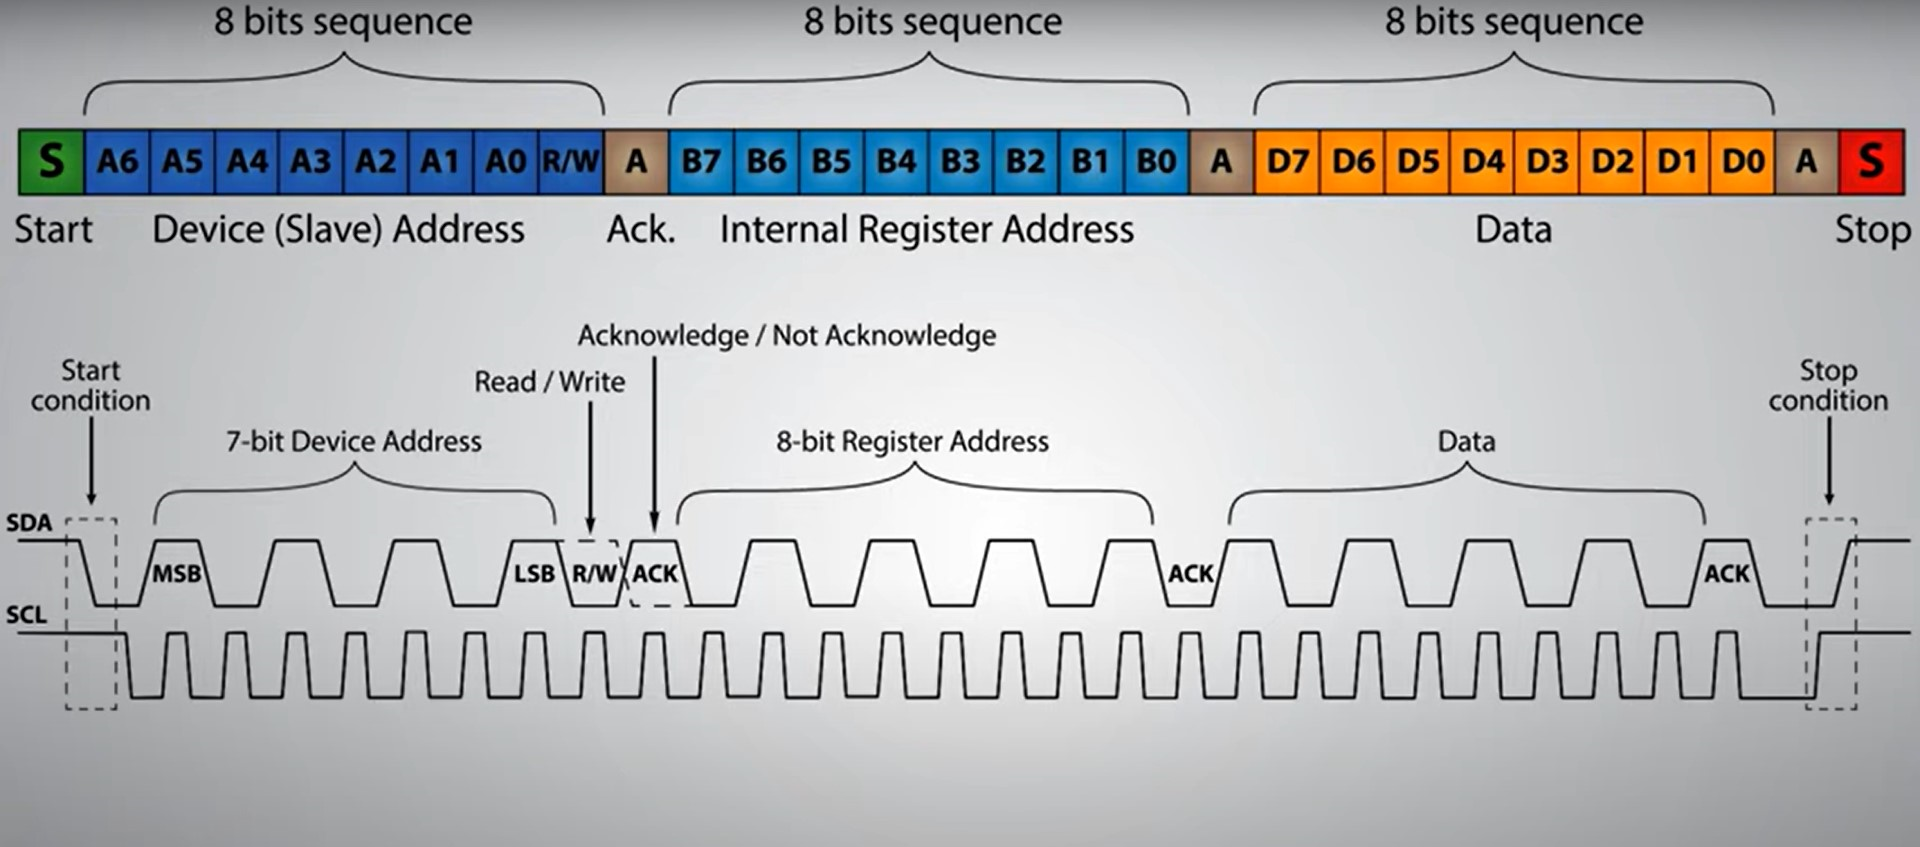 8 bits sequence 8 bits sequence 8 bits sequence
S A6 A5 A4 A3 A2 A1 A0 R/W A B7 B6 B5 B4 B3 B2 B1 B0 A D7 D6 D5 D4 D3 D2 D1 D0 A S
Start Device (Slave) Address Ack. Internal Register Address Data Stop
Acknowledge / Not Acknowledge
Start
condition
Read / Write
Stop
condition
7-bit Device Address 8-bit Register Address Data
SDA
MSB LSB R/W ACK ACK ACK
SCL